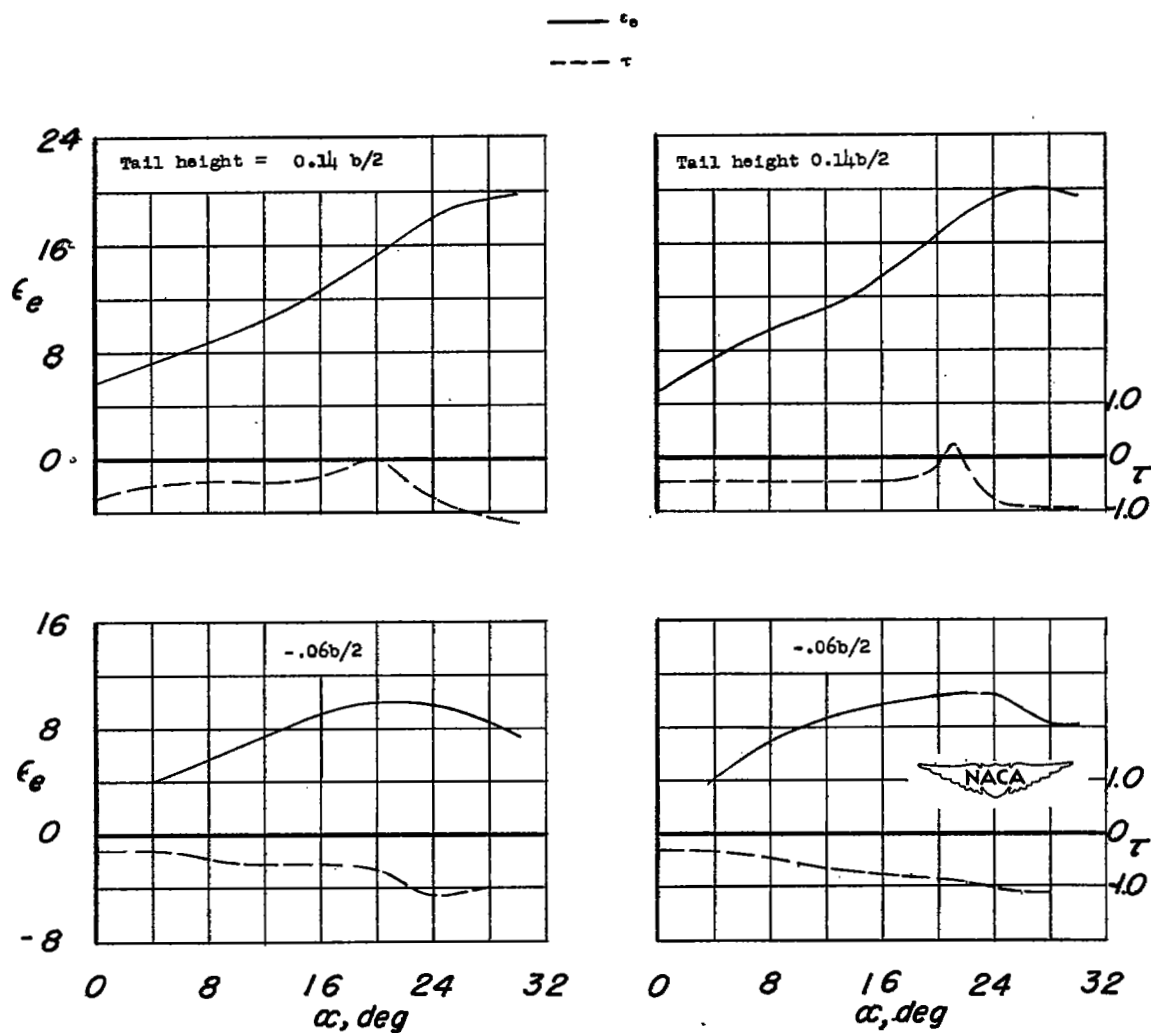 ε_e
τ
24
Tail height = 0.14 b/2
Tail height 0.14b/2
16
ϵ_e
8
1.0
0
0
τ
-1.0
16
-.06b/2
-.06b/2
8
ϵ_e
NACA
1.0
0
0
τ
-1.0
-8
0 8 16 24 32
0 8 16 24 32
α, deg
α, deg